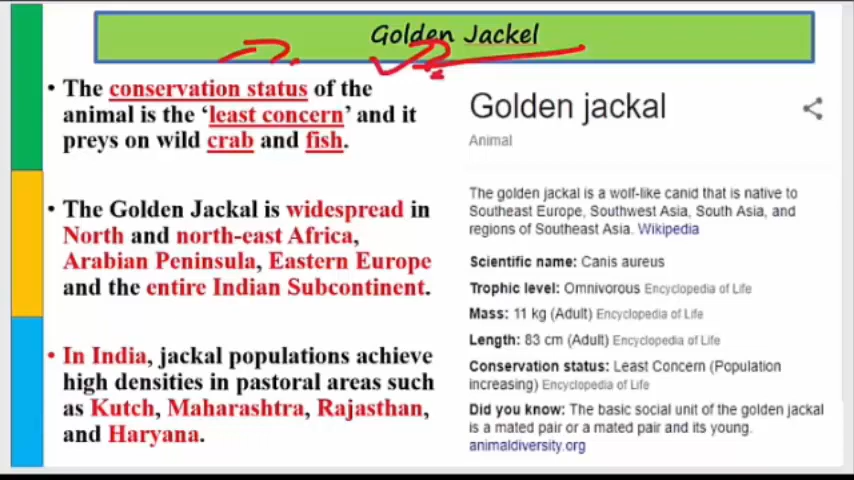 Golden Jackel
• The conservation status of the
animal is the ‘least concern’ and it
preys on wild crab and fish.
• The Golden Jackal is widespread in
North and north-east Africa,
Arabian Peninsula, Eastern Europe
and the entire Indian Subcontinent.
• In India, jackal populations achieve
high densities in pastoral areas such
as Kutch, Maharashtra, Rajasthan,
and Haryana.
Golden jackal
Animal
The golden jackal is a wolf-like canid that is native to
Southeast Europe, Southwest Asia, South Asia, and
regions of Southeast Asia. Wikipedia
Scientific name: Canis aureus
Trophic level: Omnivorous Encyclopedia of Life
Mass: 11 kg (Adult) Encyclopedia of Life
Length: 83 cm (Adult) Encyclopedia of Life
Conservation status: Least Concern (Population
increasing) Encyclopedia of Life
Did you know: The basic social unit of the golden jackal
is a mated pair or a mated pair and its young.
animaldiversity.org